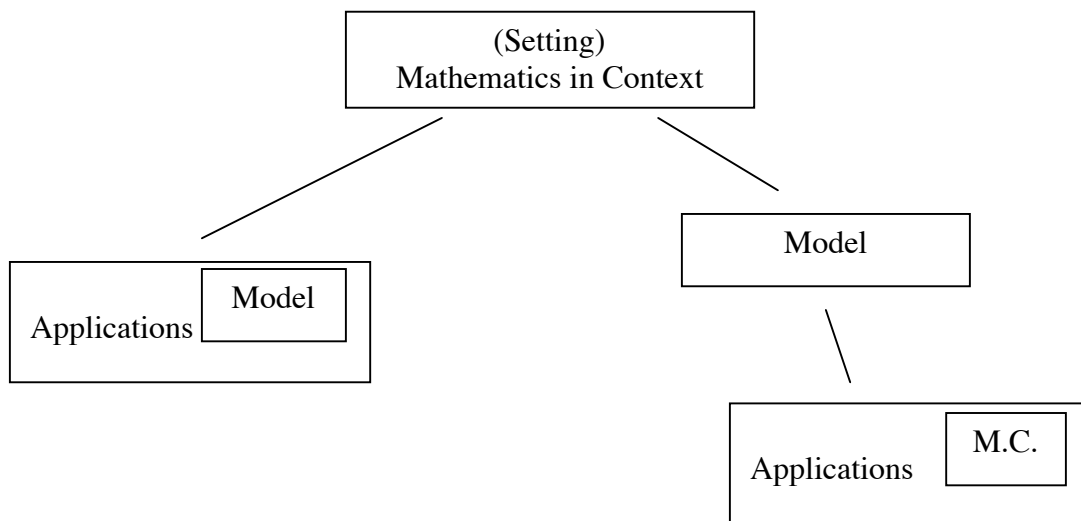 (Setting)
Mathematics in Context
Model
Model
Applications
M.C.
Applications